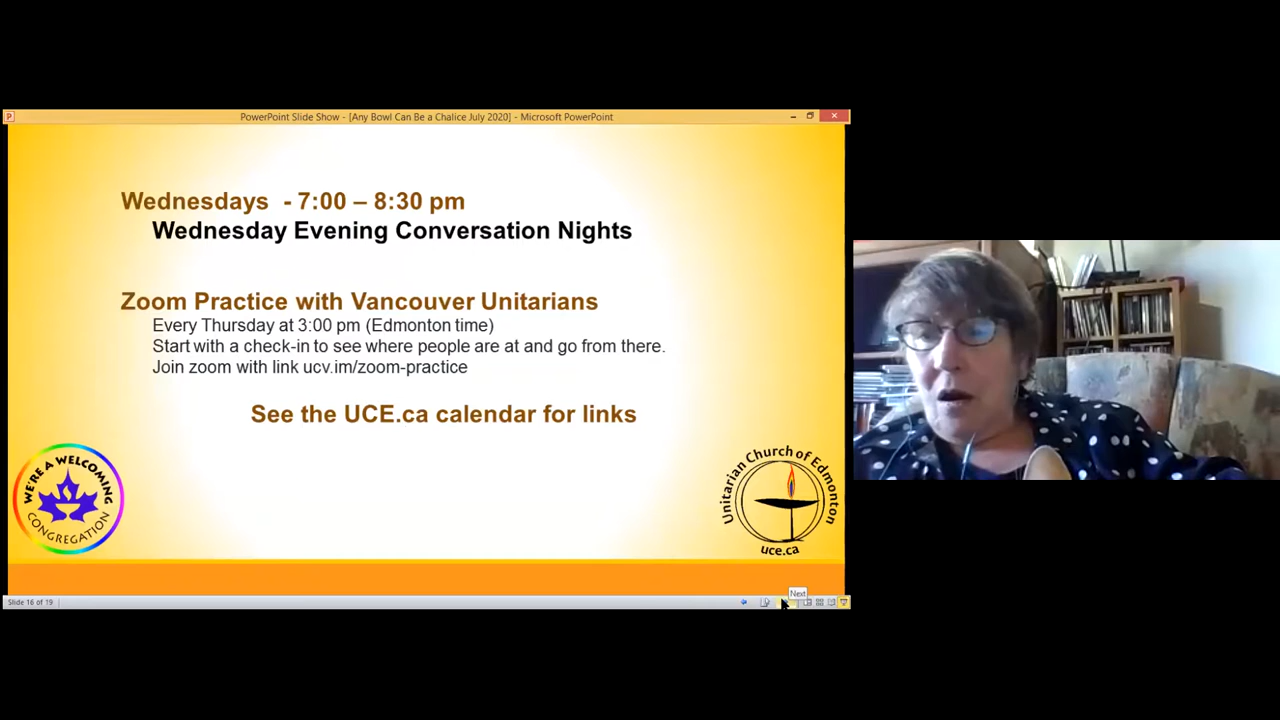 PowerPoint Slide Show - [Any Bowl Can Be a Chalice July 2020] - Microsoft PowerPoint
Wednesdays - 7:00 – 8:30 pm
Wednesday Evening Conversation Nights
Zoom Practice with Vancouver Unitarians
Every Thursday at 3:00 pm (Edmonton time)
Start with a check-in to see where people are at and go from there.
Join zoom with link ucv.im/zoom-practice
See the UCE.ca calendar for links
WE'RE A WELCOMING
CONGREGATION
Unitarian Church of Edmonton
uce.ca
Next
Slide 16 of 19